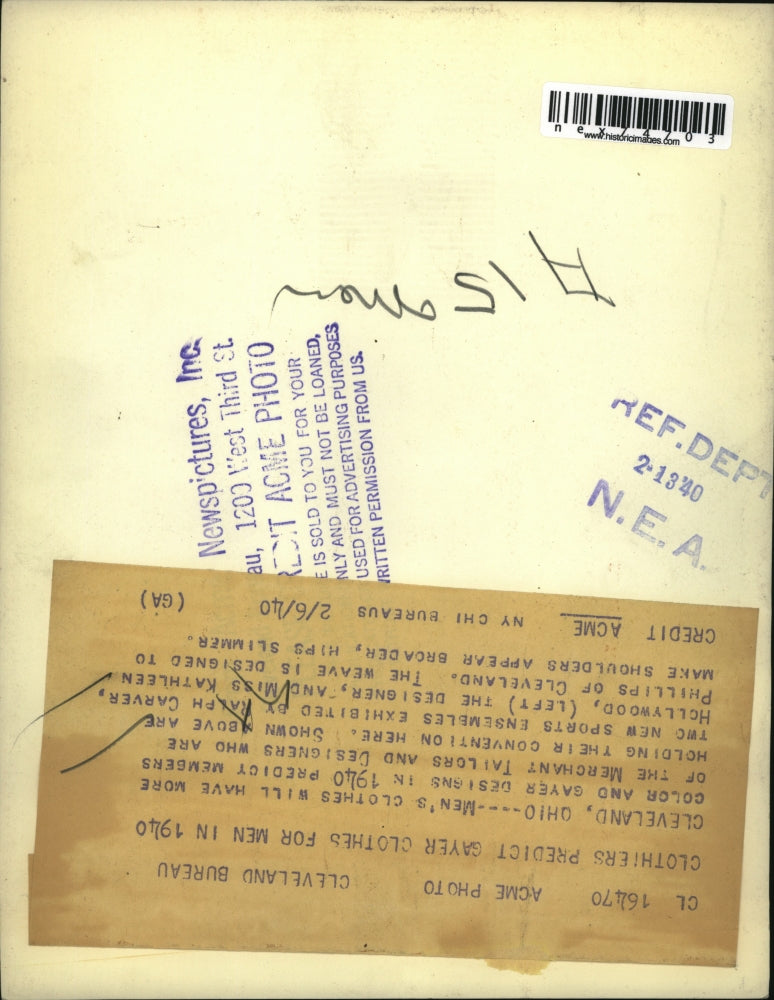 nex74703
www.historicimages.com
A 15 Men
Newspictures, Inc.
au, 1200 West Third St.
REDIT ACME PHOTO
E IS SOLD TO YOU FOR YOUR
NLY AND MUST NOT BE LOANED,
USED FOR ADVERTISING PURPOSES
WRITTEN PERMISSION FROM US.
REF. DEPT
2-13 40
N. E. A.
CL 16470 ACME PHOTO CLEVELAND BUREAU
CLOTHIERS PREDICT GAYER CLOTHES FOR MEN IN 1940
CLEVELAND, OHIO----MEN'S CLOTHES WILL HAVE MORE
COLOR AND GAYER DESIGNS IN 1940 PREDICT MEMBERS
OF THE MERCHANT TAILORS AND DESIGNERS WHO ARE
HOLDING THEIR CONVENTION HERE. SHOWN ABOVE ARE
TWO NEW SPORTS ENSEMBLES EXHIBITED BY RALPH CARVER,
HOLLYWOOD, (LEFT) THE DESIGNER, AND MISS KATHLEEN
PHILLIPS OF CLEVELAND. THE WEAVE IS DESIGNED TO
MAKE SHOULDERS APPEAR BROADER, HIPS SLIMMER.
CREDIT ACME NY CHI BUREAUS 2/6/40 (GA)